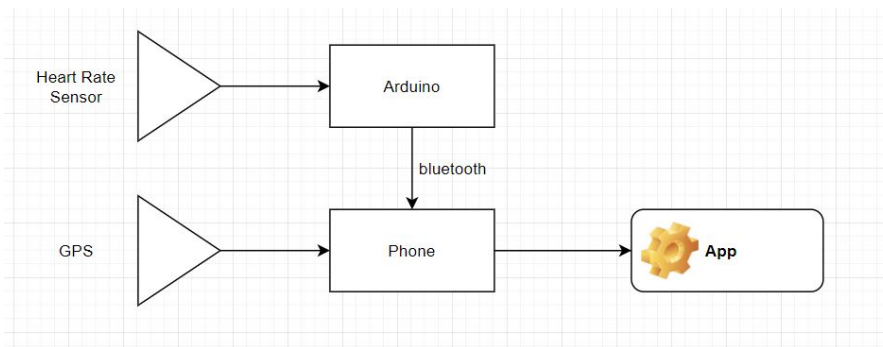 Heart Rate
Sensor
Arduino
bluetooth
GPS
Phone
App